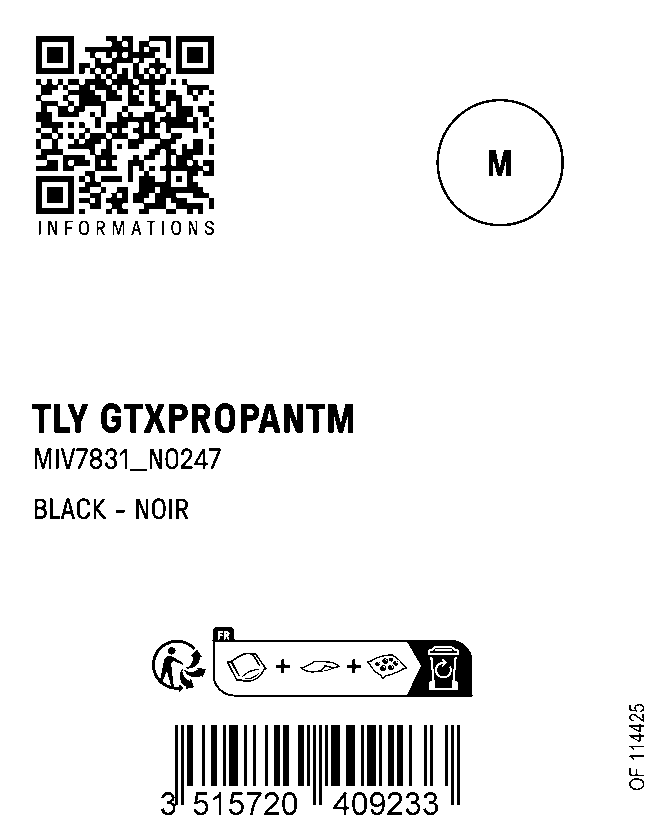 INFORMATIONS
M
TLY GTXPROPANTM
MIV7831_N0247
BLACK - NOIR
FR
3 515720 409233
OF 114425